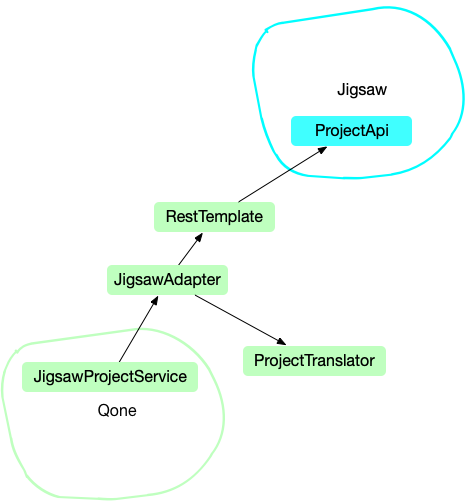 Jigsaw
ProjectApi
RestTemplate
JigsawAdapter
ProjectTranslator
JigsawProjectService
Qone